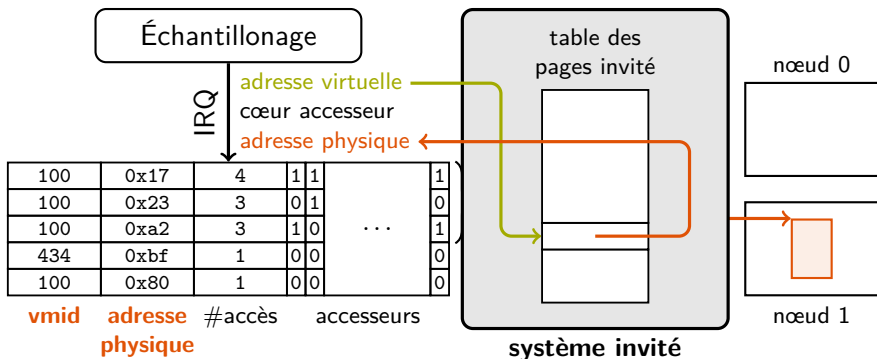 Échantillonage
IRQ
adresse virtuelle
cœur accesseur
adresse physique
table des
pages invité
nœud 0
100 0x17 4 1 1 1
100 0x23 3 0 1 0
100 0xa2 3 1 0 ... 1
434 0xbf 1 0 0 0
100 0x80 1 0 0 0
vmid adresse physique #accès accesseurs
système invité
nœud 1